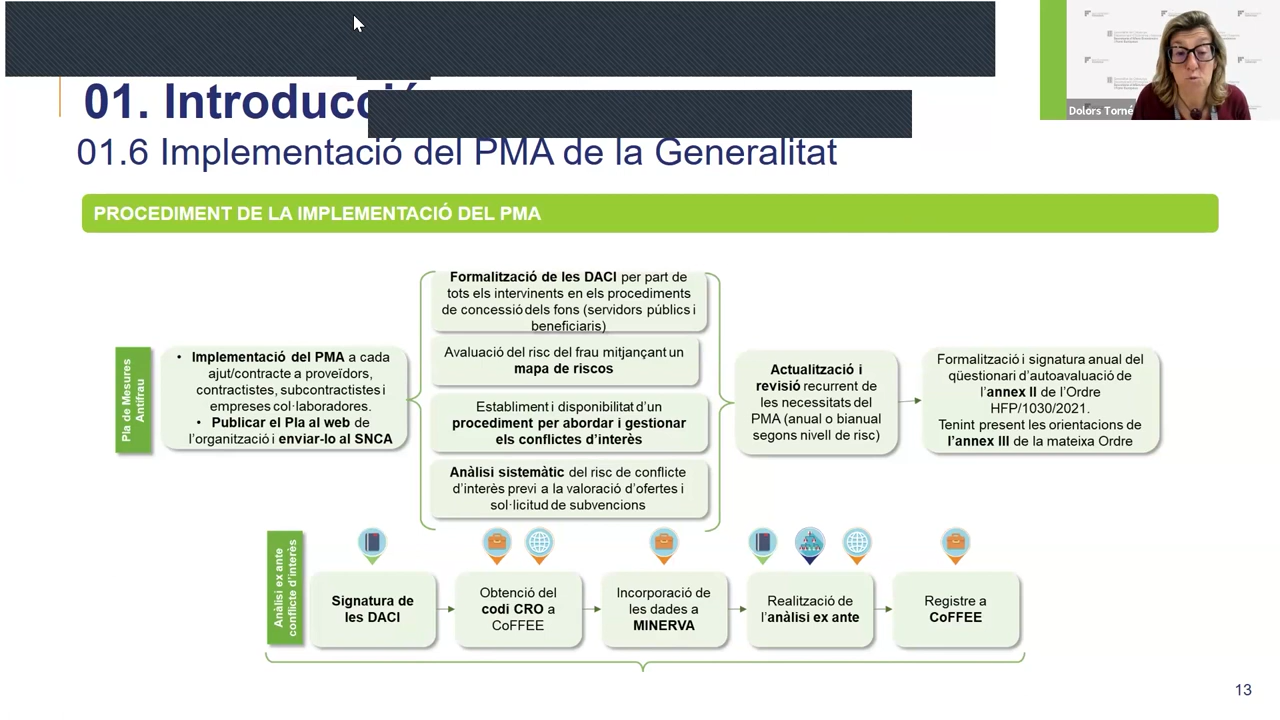 01. Introducció
Dolors Torné
01.6 Implementació del PMA de la Generalitat
PROCEDIMENT DE LA IMPLEMENTACIÓ DEL PMA
Pla de Mesures
Antifrau
• Implementació del PMA a cada
ajut/contracte a proveïdors,
contractistes, subcontractistes i
empreses col·laboradores.
• Publicar el Pla al web de
l’organització i enviar-lo al SNCA
Formalització de les DACI per part de
tots els intervinents en els procediments
de concessió dels fons (servidors públics i
beneficiaris)
Avaluació del risc del frau mitjançant un
mapa de riscos
Establiment i disponibilitat d’un
procediment per abordar i gestionar
els conflictes d’interès
Anàlisi sistemàtic del risc de conflicte
d’interès previ a la valoració d’ofertes i
sol·licitud de subvencions
Actualització i
revisió recurrent de
les necessitats del
PMA (anual o bianual
segons nivell de risc)
Formalització i signatura anual del
qüestionari d’autoavaluació de
l’annex II de l’Ordre
HFP/1030/2021.
Tenint present les orientacions de
l’annex III de la mateixa Ordre
Anàlisi ex ante
conflicte d’interès
Signatura de
les DACI
Obtenció del
codi CRO a
CoFFEE
Incorporació de
les dades a
MINERVA
Realització de
l’anàlisi ex ante
Registre a
CoFFEE
13